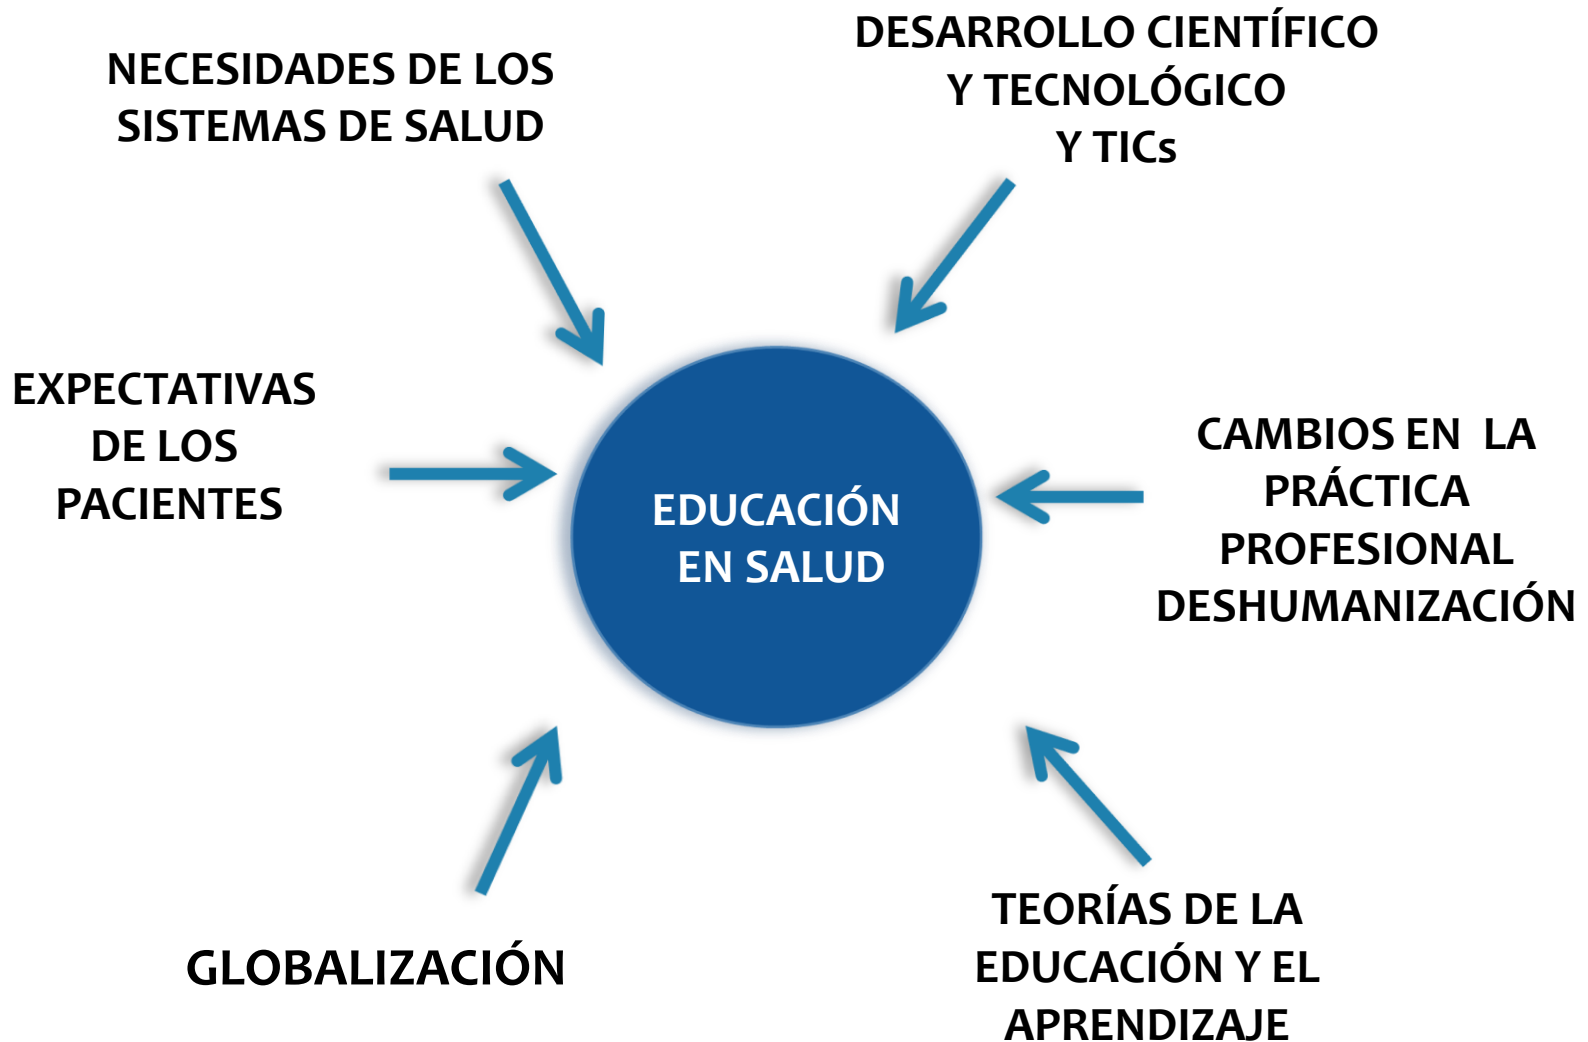 NECESIDADES DE LOS
SISTEMAS DE SALUD
DESARROLLO CIENTÍFICO
Y TECNOLÓGICO
Y TICs
EXPECTATIVAS
DE LOS
PACIENTES
EDUCACIÓN
EN SALUD
CAMBIOS EN LA
PRÁCTICA
PROFESIONAL
DESHUMANIZACIÓN
GLOBALIZACIÓN
TEORÍAS DE LA
EDUCACIÓN Y EL
APRENDIZAJE